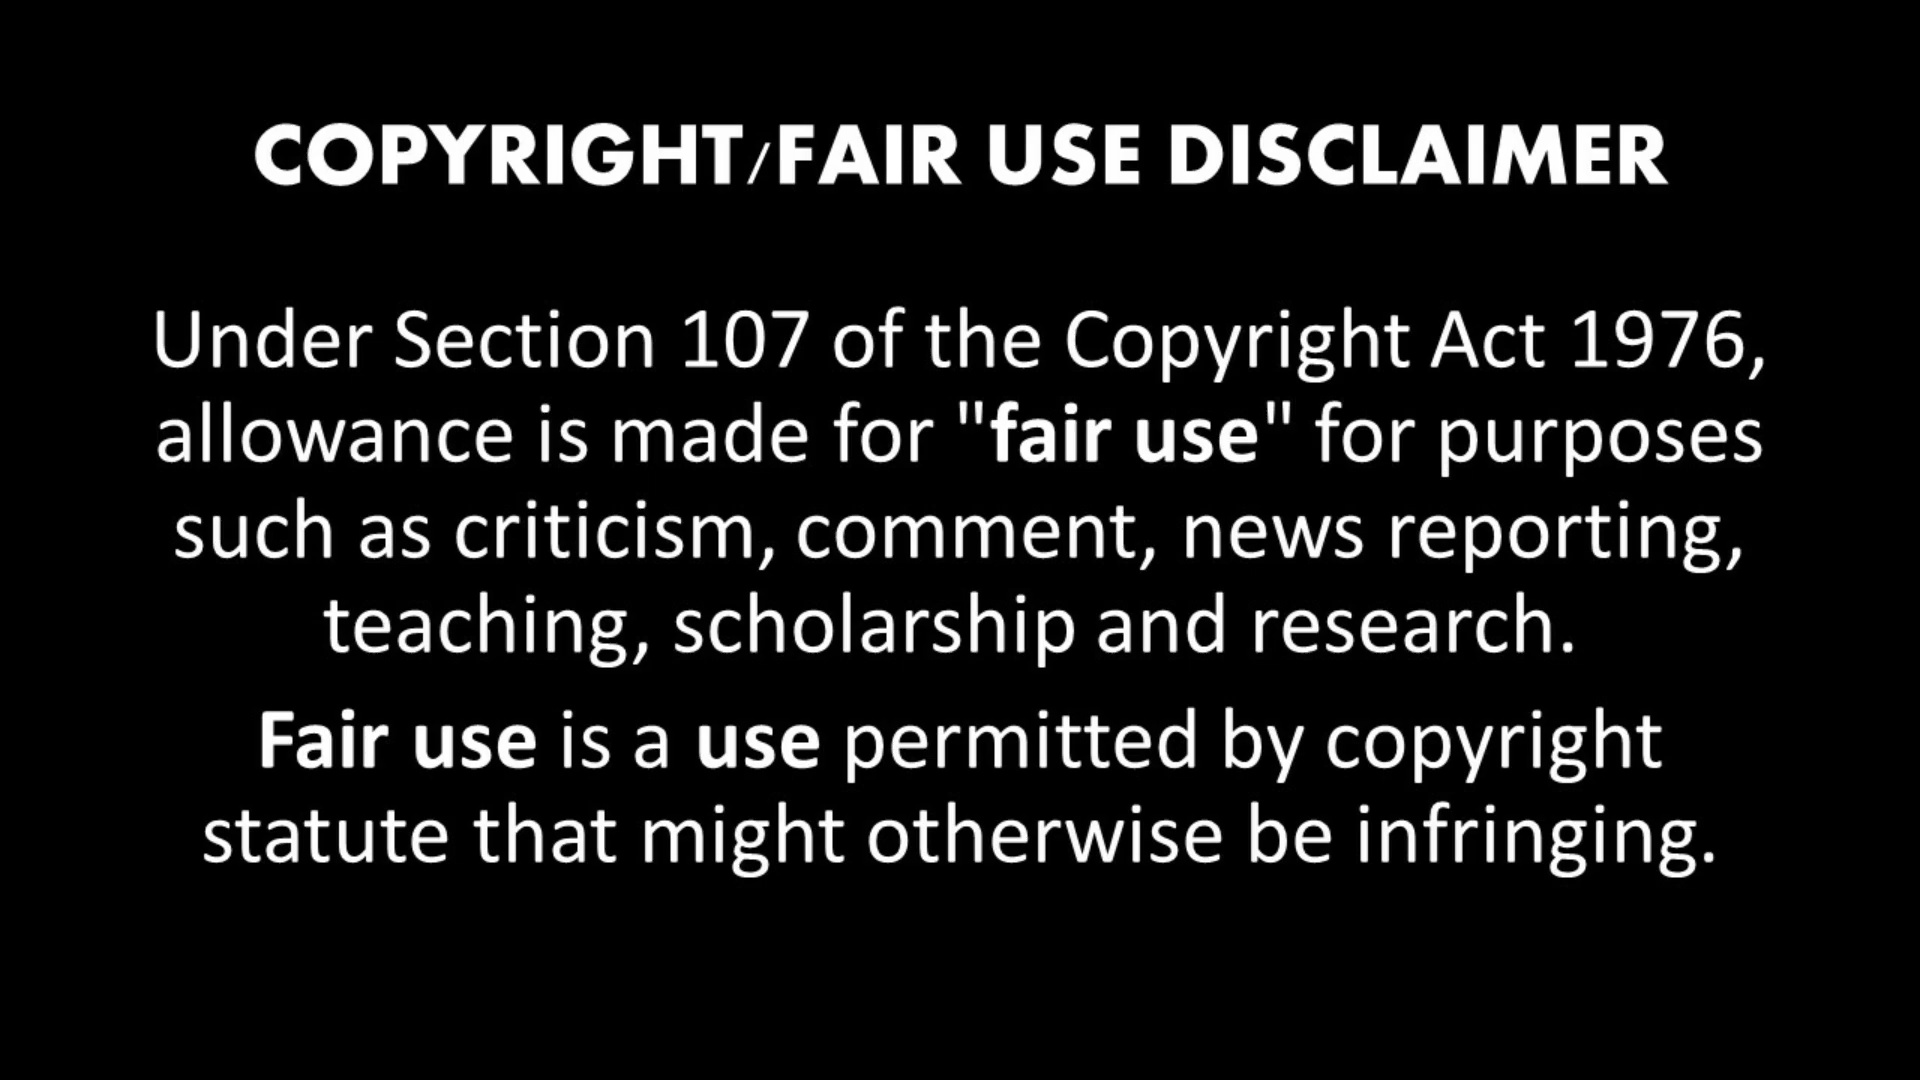 COPYRIGHT/FAIR USE DISCLAIMER
Under Section 107 of the Copyright Act 1976,
allowance is made for "fair use" for purposes
such as criticism, comment, news reporting,
teaching, scholarship and research.
Fair use is a use permitted by copyright
statute that might otherwise be infringing.